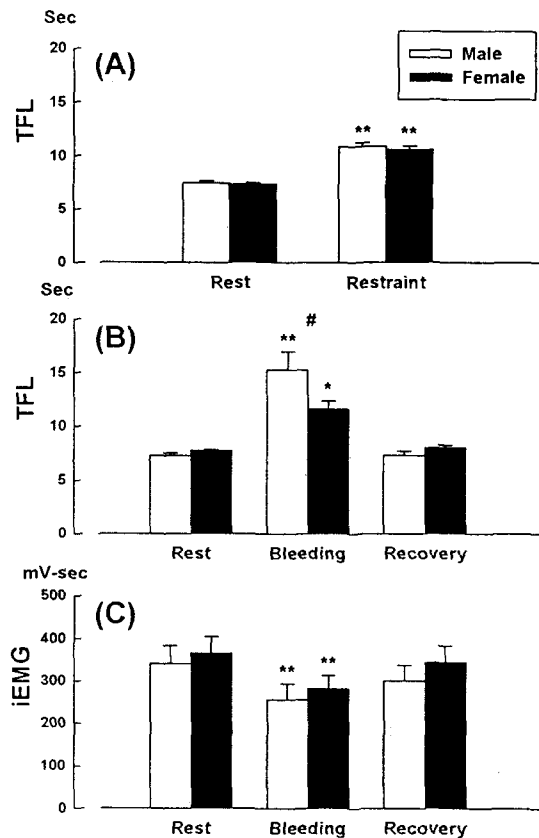 Sec
(A)
Male
Female
TFL
20
15
10
5
0
** **
Rest Restraint
Sec
(B)
TFL
20
15
10
5
0
#
**
*
Rest Bleeding Recovery
mV-sec
(C)
iEMG
500
400
300
200
100
0
** **
Rest Bleeding Recovery